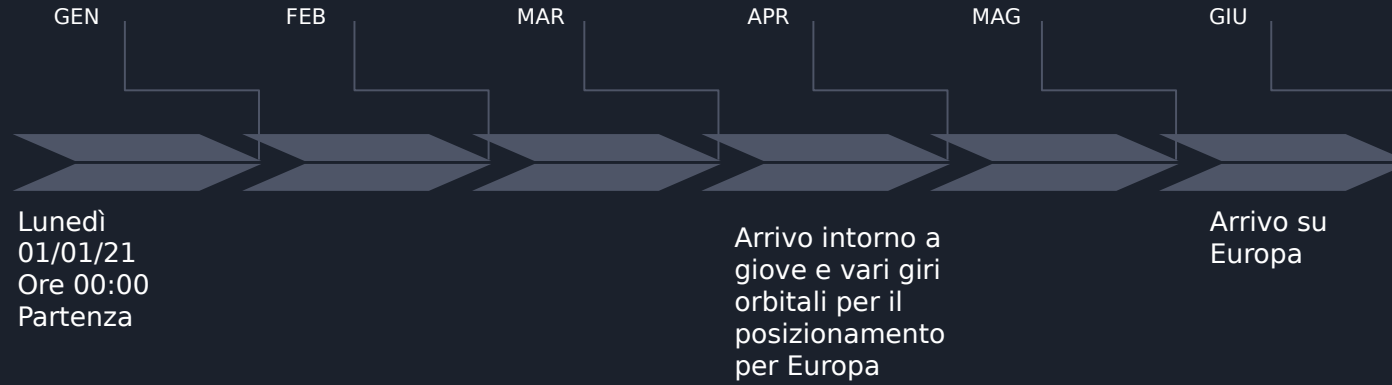 GEN FEB MAR APR MAG GIU
Lunedì
01/01/21
Ore 00:00
Partenza
Arrivo intorno a
giove e vari giri
orbitali per il
posizionamento
per Europa
Arrivo su
Europa